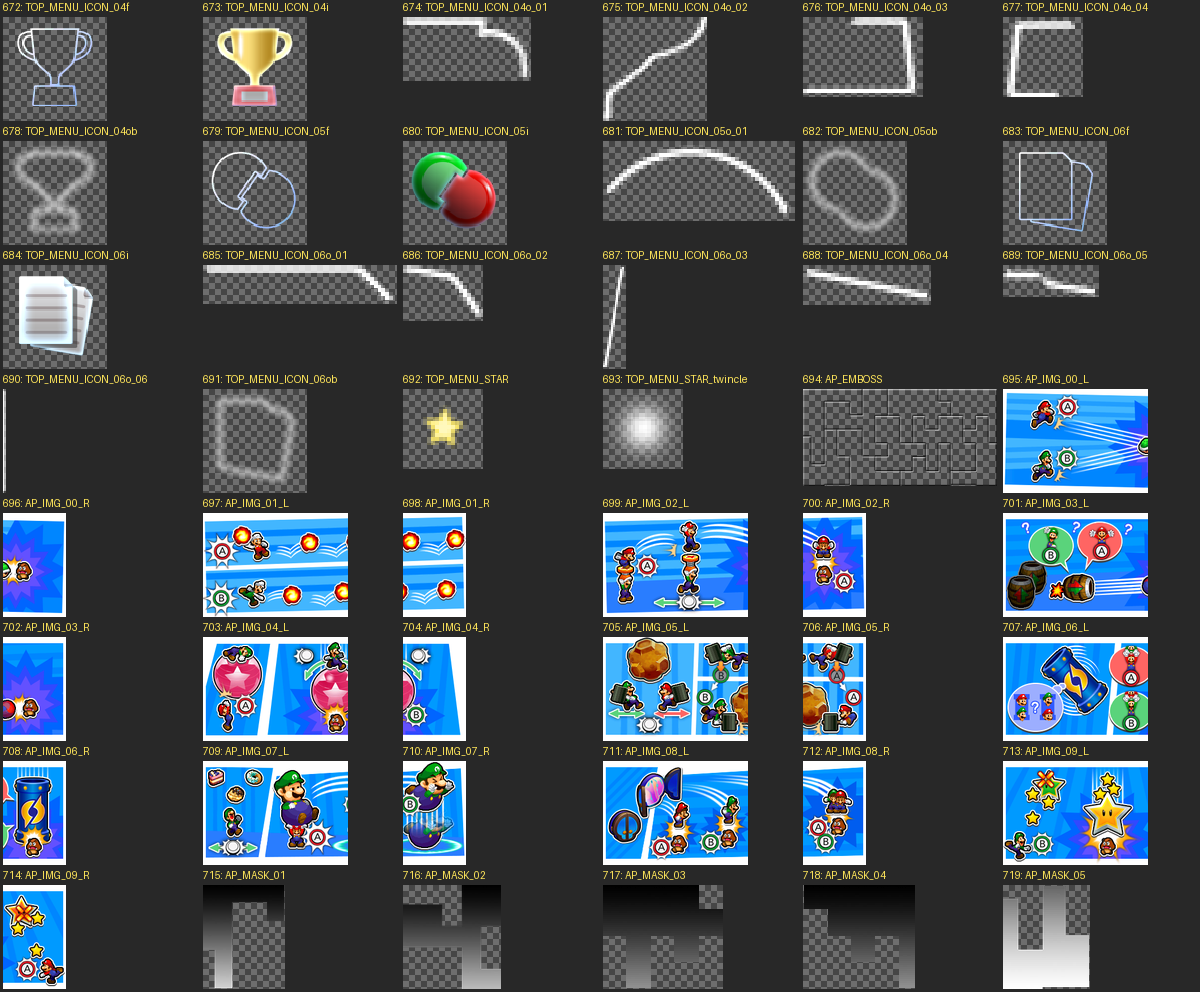 672: TOP_MENU_ICON_04f
673: TOP_MENU_ICON_04i
674: TOP_MENU_ICON_04o_01
675: TOP_MENU_ICON_04o_02
676: TOP_MENU_ICON_04o_03
677: TOP_MENU_ICON_04o_04
678: TOP_MENU_ICON_04ob
679: TOP_MENU_ICON_05f
680: TOP_MENU_ICON_05i
681: TOP_MENU_ICON_05o_01
682: TOP_MENU_ICON_05ob
683: TOP_MENU_ICON_06f
684: TOP_MENU_ICON_06i
685: TOP_MENU_ICON_06o_01
686: TOP_MENU_ICON_06o_02
687: TOP_MENU_ICON_06o_03
688: TOP_MENU_ICON_06o_04
689: TOP_MENU_ICON_06o_05
690: TOP_MENU_ICON_06o_06
691: TOP_MENU_ICON_06ob
692: TOP_MENU_STAR
693: TOP_MENU_STAR_twincle
694: AP_EMBOSS
695: AP_IMG_00_L
A
B
696: AP_IMG_00_R
697: AP_IMG_01_L
698: AP_IMG_01_R
699: AP_IMG_02_L
700: AP_IMG_02_R
701: AP_IMG_03_L
A
B
A
A
? ? ?
B A
702: AP_IMG_03_R
703: AP_IMG_04_L
704: AP_IMG_04_R
705: AP_IMG_05_L
706: AP_IMG_05_R
707: AP_IMG_06_L
A
B
B
B
A
A
?
A
B
708: AP_IMG_06_R
709: AP_IMG_07_L
710: AP_IMG_07_R
711: AP_IMG_08_L
712: AP_IMG_08_R
713: AP_IMG_09_L
A
B
A
B
A
B
B
714: AP_IMG_09_R
715: AP_MASK_01
716: AP_MASK_02
717: AP_MASK_03
718: AP_MASK_04
719: AP_MASK_05
A